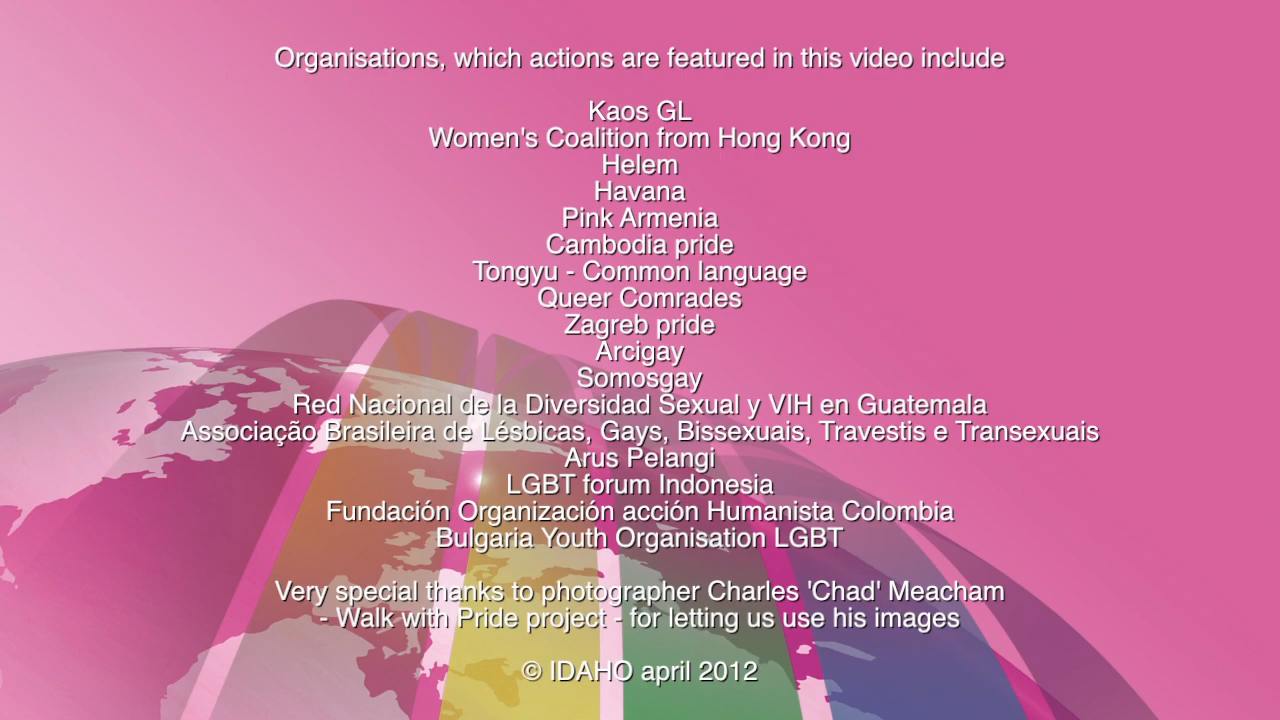 Organisations, which actions are featured in this video include
Kaos GL
Women's Coalition from Hong Kong
Helem
Havana
Pink Armenia
Cambodia pride
Tongyu - Common language
Queer Comrades
Zagreb pride
Arcigay
Somosgay
Red Nacional de la Diversidad Sexual y VIH en Guatemala
Associação Brasileira de Lésbicas, Gays, Bissexuais, Travestis e Transexuais
Arus Pelangi
LGBT forum Indonesia
Fundación Organización acción Humanista Colombia
Bulgaria Youth Organisation LGBT
Very special thanks to photographer Charles 'Chad' Meacham
- Walk with Pride project - for letting us use his images
© IDAHO april 2012